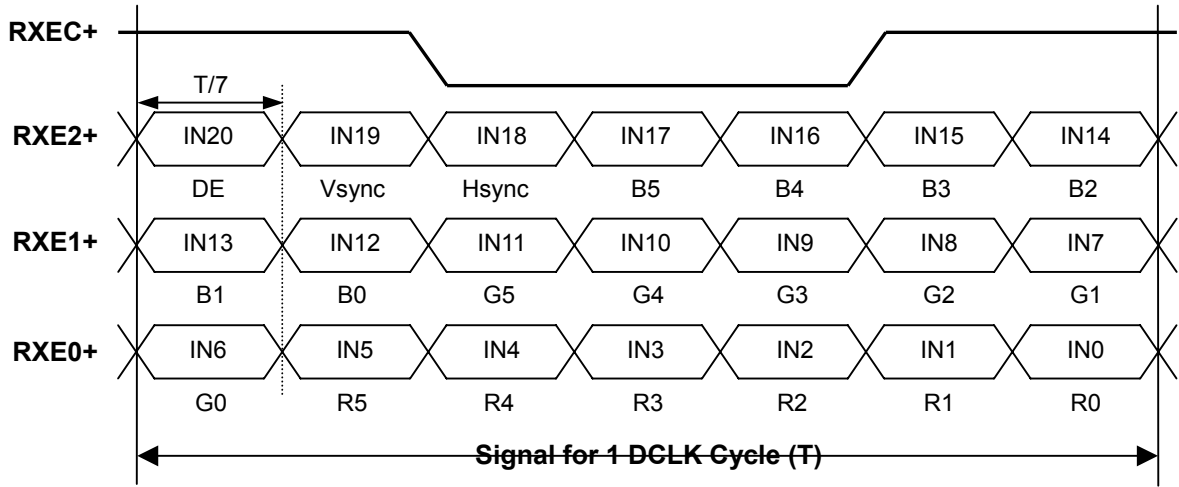 RXEC+
T/7
RXE2+ IN20 IN19 IN18 IN17 IN16 IN15 IN14
DE Vsync Hsync B5 B4 B3 B2
RXE1+ IN13 IN12 IN11 IN10 IN9 IN8 IN7
B1 B0 G5 G4 G3 G2 G1
RXE0+ IN6 IN5 IN4 IN3 IN2 IN1 IN0
G0 R5 R4 R3 R2 R1 R0
Signal for 1 DCLK Cycle (T)